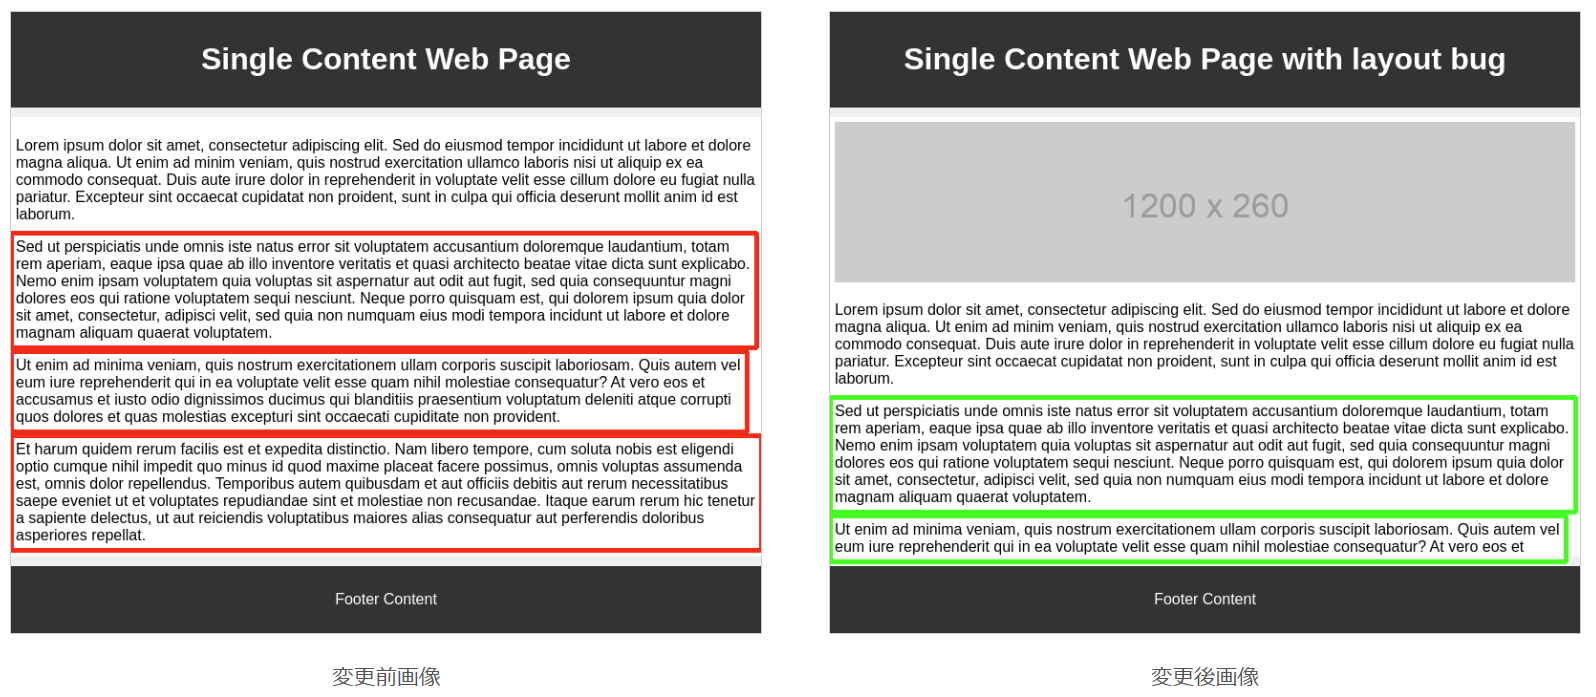 Single Content Web Page
Lorem ipsum dolor sit amet, consectetur adipiscing elit. Sed do eiusmod tempor incididunt ut labore et dolore
magna aliqua. Ut enim ad minim veniam, quis nostrud exercitation ullamco laboris nisi ut aliquip ex ea
commodo consequat. Duis aute irure dolor in reprehenderit in voluptate velit esse cillum dolore eu fugiat nulla
pariatur. Excepteur sint occaecat cupidatat non proident, sunt in culpa qui officia deserunt mollit anim id est
laborum.
Sed ut perspiciatis unde omnis iste natus error sit voluptatem accusantium doloremque laudantium, totam
rem aperiam, eaque ipsa quae ab illo inventore veritatis et quasi architecto beatae vitae dicta sunt explicabo.
Nemo enim ipsam voluptatem quia voluptas sit aspernatur aut odit aut fugit, sed quia consequuntur magni
dolores eos qui ratione voluptatem sequi nesciunt. Neque porro quisquam est, qui dolorem ipsum quia dolor
sit amet, consectetur, adipisci velit, sed quia non numquam eius modi tempora incidunt ut labore et dolore
magnam aliquam quaerat voluptatem.
Ut enim ad minima veniam, quis nostrum exercitationem ullam corporis suscipit laboriosam. Quis autem vel
eum iure reprehenderit qui in ea voluptate velit esse quam nihil molestiae consequatur? At vero eos et
accusamus et iusto odio dignissimos ducimus qui blanditiis praesentium voluptatum deleniti atque corrupti
quos dolores et quas molestias excepturi sint occaecati cupiditate non provident.
Et harum quidem rerum facilis est et expedita distinctio. Nam libero tempore, cum soluta nobis est eligendi
optio cumque nihil impedit quo minus id quod maxime placeat facere possimus, omnis voluptas assumenda
est, omnis dolor repellendus. Temporibus autem quibusdam et aut officiis debitis aut rerum necessitatibus
saepe eveniet ut et voluptates repudiandae sint et molestiae non recusandae. Itaque earum rerum hic tenetur
a sapiente delectus, ut aut reiciendis voluptatibus maiores alias consequatur aut perferendis doloribus
asperiores repellat.
Footer Content
変更前画像
Single Content Web Page with layout bug
1200 x 260
Lorem ipsum dolor sit amet, consectetur adipiscing elit. Sed do eiusmod tempor incididunt ut labore et dolore
magna aliqua. Ut enim ad minim veniam, quis nostrud exercitation ullamco laboris nisi ut aliquip ex ea
commodo consequat. Duis aute irure dolor in reprehenderit in voluptate velit esse cillum dolore eu fugiat nulla
pariatur. Excepteur sint occaecat cupidatat non proident, sunt in culpa qui officia deserunt mollit anim id est
laborum.
Sed ut perspiciatis unde omnis iste natus error sit voluptatem accusantium doloremque laudantium, totam
rem aperiam, eaque ipsa quae ab illo inventore veritatis et quasi architecto beatae vitae dicta sunt explicabo.
Nemo enim ipsam voluptatem quia voluptas sit aspernatur aut odit aut fugit, sed quia consequuntur magni
dolores eos qui ratione voluptatem sequi nesciunt. Neque porro quisquam est, qui dolorem ipsum quia dolor
sit amet, consectetur, adipisci velit, sed quia non numquam eius modi tempora incidunt ut labore et dolore
magnam aliquam quaerat voluptatem.
Ut enim ad minima veniam, quis nostrum exercitationem ullam corporis suscipit laboriosam. Quis autem vel
eum iure reprehenderit qui in ea voluptate velit esse quam nihil molestiae consequatur? At vero eos et
Footer Content
変更後画像